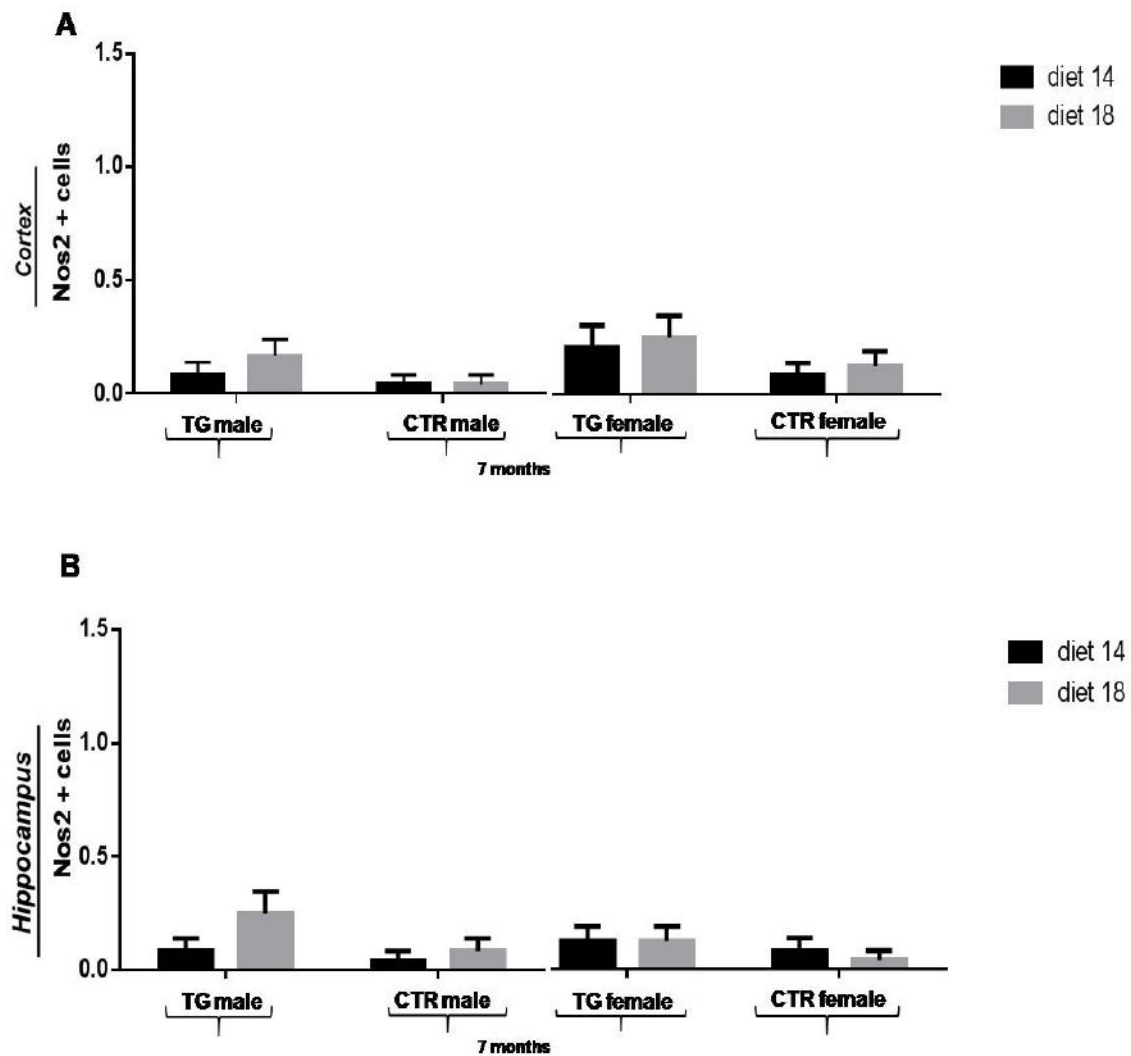 A
1.5
1.0
0.5
0.0
Cortex
Nos2 + cells
diet 14
diet 18
TG male
CTR male
TG female
CTR female
7 months
B
1.5
1.0
0.5
0.0
Hippocampus
Nos2 + cells
diet 14
diet 18
TG male
CTR male
TG female
CTR female
7 months